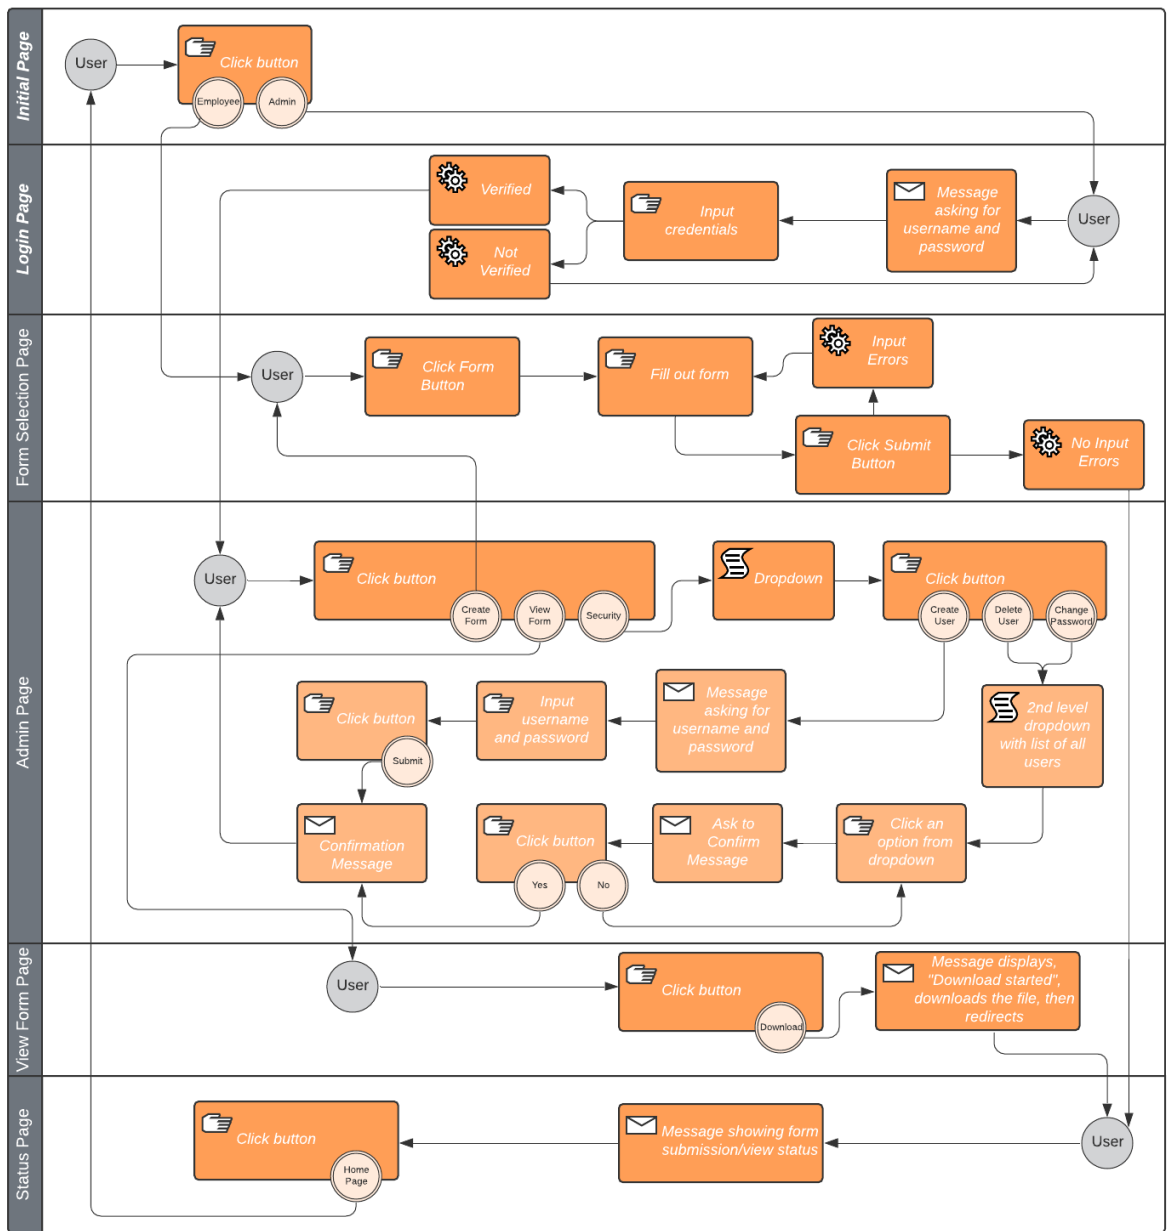 Initial Page
User
Click button
Employee
Admin
Login Page
Verified
Not
Verified
Input
credentials
Message
asking for
username and
password
User
Form Selection Page
User
Click Form
Button
Fill out form
Input
Errors
Click Submit
Button
No Input
Errors
Admin Page
User
Click button
Create
Form
View
Form
Security
Dropdown
Click button
Create
User
Delete
User
Change
Password
Click button
Submit
Input
username
and password
Message
asking for
username and
password
2nd level
dropdown
with list of all
users
Confirmation
Message
Click button
Yes
No
Ask to
Confirm
Message
Click an
option from
dropdown
View Form Page
User
Click button
Download
Message displays,
"Download started",
downloads the file, then
redirects
Status Page
Click button
Home
Page
Message showing form
submission/view status
User